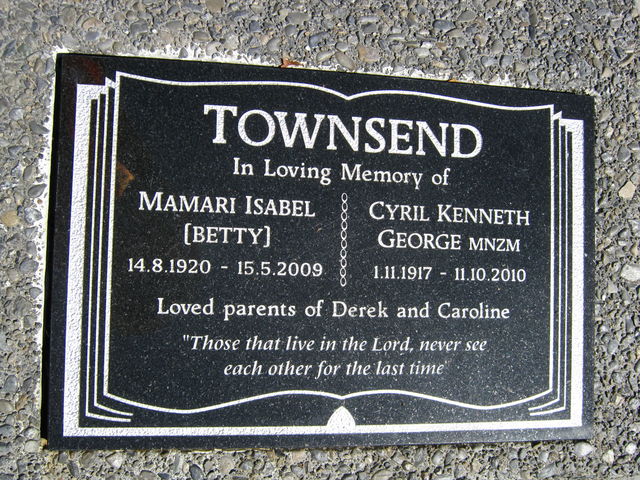 TOWNSEND
In Loving Memory of
MAMARI ISABEL
[BETTY]
14.8.1920 - 15.5.2009
CYRIL KENNETH
GEORGE MNZM
1.11.1917 - 11.10.2010
Loved parents of Derek and Caroline
"Those that live in the Lord, never see
each other for the last time"